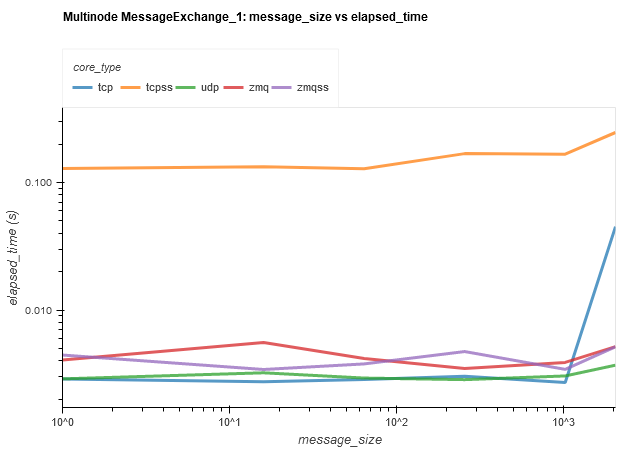 Multinode MessageExchange_1: message_size vs elapsed_time
core_type
tcp tcpss udp zmq zmqss
0.100
0.010
elapsed_time (s)
10^0 10^1 10^2 10^3
message_size